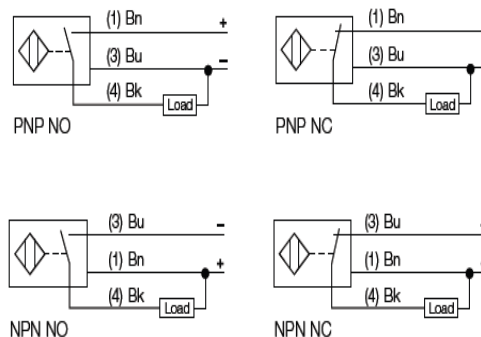 (1) Bn +
(3) Bu –
(4) Bk Load
PNP NO
(1) Bn
(3) Bu
(4) Bk Load
PNP NC
(3) Bu –
(1) Bn +
(4) Bk Load
NPN NO
(3) Bu
(1) Bn
(4) Bk Load
NPN NC